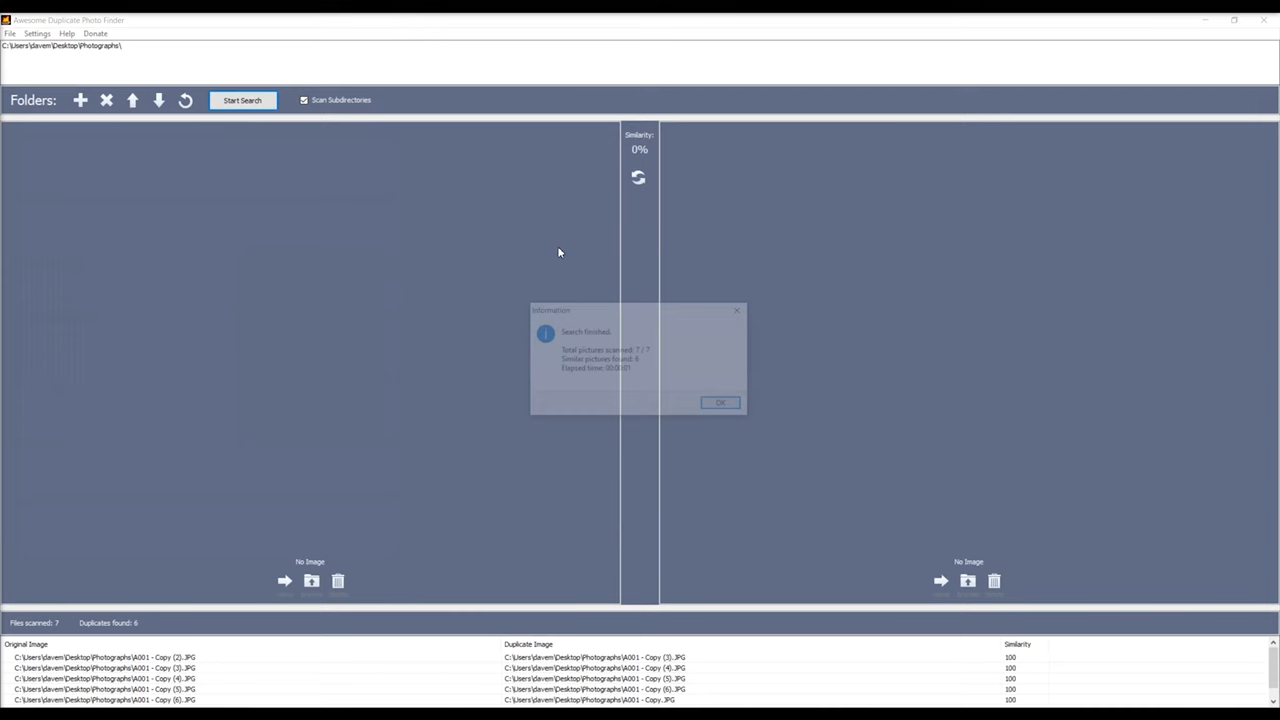 Awesome Duplicate Photo Finder
File Settings Help Donate
C:\Users\davem\Desktop\Photographs\
Folders: Start Search Scan Subdirectories
Similarity:
0%
Information
Search finished.
Total pictures scanned: 7 / 7
Similar pictures found: 6
Elapsed time: 00:00:01
OK
No Image No Image
Files scanned: 7 Duplicates found: 6
Original Image Duplicate Image Similarity
C:\Users\davem\Desktop\Photographs\A001 - Copy (2).JPG C:\Users\davem\Desktop\Photographs\A001 - Copy (3).JPG 100
C:\Users\davem\Desktop\Photographs\A001 - Copy (3).JPG C:\Users\davem\Desktop\Photographs\A001 - Copy (4).JPG 100
C:\Users\davem\Desktop\Photographs\A001 - Copy (4).JPG C:\Users\davem\Desktop\Photographs\A001 - Copy (5).JPG 100
C:\Users\davem\Desktop\Photographs\A001 - Copy (5).JPG C:\Users\davem\Desktop\Photographs\A001 - Copy (6).JPG 100
C:\Users\davem\Desktop\Photographs\A001 - Copy (6).JPG C:\Users\davem\Desktop\Photographs\A001 - Copy.JPG 100